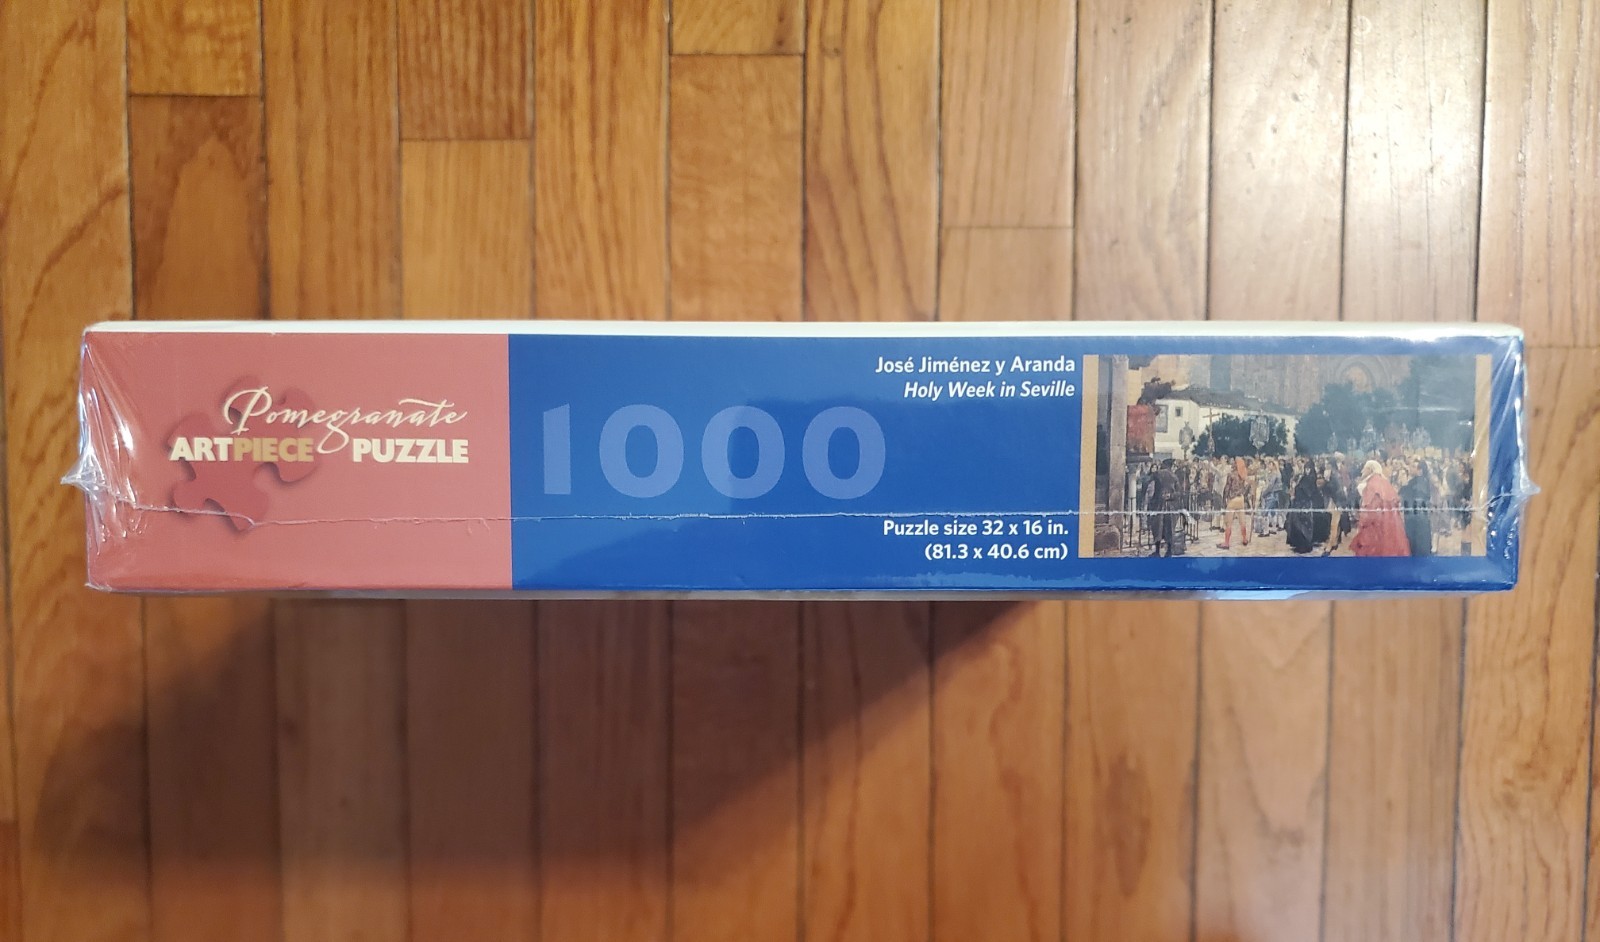 Pomegranate
ARTPIECE PUZZLE
1000
José Jiménez y Aranda
Holy Week in Seville
Puzzle size 32 x 16 in.
(81.3 x 40.6 cm)